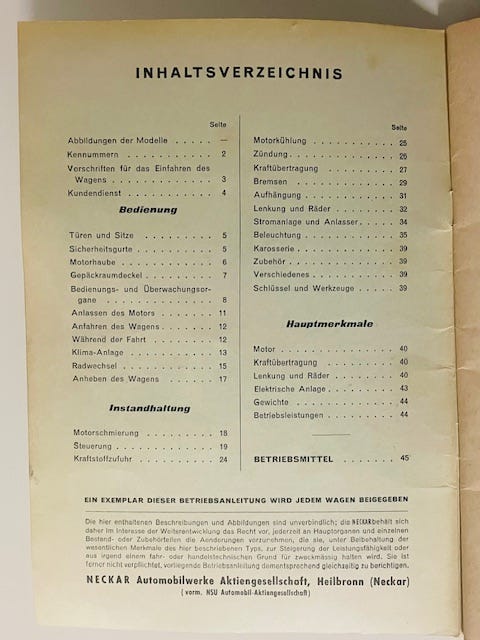 INHALTSVERZEICHNIS
Seite
Abbildungen der Modelle . . . . . —
Kennummern . . . . . . . . . . 2
Vorschriften für das Einfahren des
Wagens . . . . . . . . . . . . 3
Kundendienst . . . . . . . . . . 4
Bedienung
Türen und Sitze . . . . . . . . . 5
Sicherheitsgurte . . . . . . . . . 5
Motorhaube . . . . . . . . . . . 6
Gepäckraumdeckel . . . . . . . . 7
Bedienungs- und Überwachungsor-
gane . . . . . . . . . . . . . 8
Anlassen des Motors . . . . . . . 11
Anfahren des Wagens . . . . . . . 12
Während der Fahrt . . . . . . . . 12
Klima-Anlage . . . . . . . . . . 13
Radwechsel . . . . . . . . . . . 15
Anheben des Wagens . . . . . . . 17
Instandhaltung
Motorschmierung . . . . . . . . . 18
Steuerung . . . . . . . . . . . . 19
Kraftstoffzufuhr . . . . . . . . . 24
Seite
Motorkühlung . . . . . . . . . . 25
Zündung . . . . . . . . . . . . 26
Kraftübertragung . . . . . . . . . 27
Bremsen . . . . . . . . . . . . 29
Aufhängung . . . . . . . . . . . 31
Lenkung und Räder . . . . . . . . 32
Stromanlage und Anlasser . . . . . 34
Beleuchtung . . . . . . . . . . . 35
Karosserie . . . . . . . . . . . . 39
Zubehör . . . . . . . . . . . . 39
Verschiedenes . . . . . . . . . . 39
Schlüssel und Werkzeuge . . . . . 39
Hauptmerkmale
Motor . . . . . . . . . . . . . 40
Kraftübertragung . . . . . . . . . 40
Lenkung und Räder . . . . . . . . 40
Elektrische Anlage . . . . . . . . 43
Gewichte . . . . . . . . . . . . 44
Betriebsleistungen . . . . . . . . 44
BETRIEBSMITTEL . . . . . . . 45
EIN EXEMPLAR DIESER BETRIEBSANLEITUNG WIRD JEDEM WAGEN BEIGEGEBEN
Die hier enthaltenen Beschreibungen und Abbildungen sind unverbindlich; die NECKAR behält sich
daher im Interesse der Weiterentwicklung das Recht vor, jederzeit an Hauptorganen und einzelnen
Bestand- oder Zubehörteilen die Aenderungen vorzunehmen, die sie, unter Beibehaltung der
wesentlichen Merkmale des hier beschriebenen Typs, zur Steigerung der Leistungsfähigkeit oder
aus irgend einem fahr- oder handelstechnischen Grund für zweckmässig halten wird. Sie ist
ferner nicht verpflichtet, vorliegende Betriebsanleitung dementsprechend gleichzeitig zu berichtigen.
NECKAR Automobilwerke Aktiengesellschaft, Heilbronn (Neckar)
(vorm. NSU Automobil-Aktiengesellschaft)